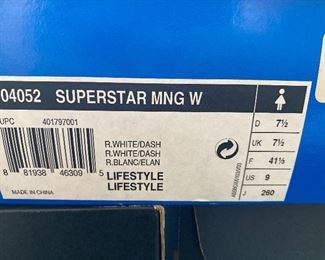 04052 SUPERSTAR MNG W
UPC 401797001
R.WHITE/DASH
R.WHITE/DASH
R.BLANC/ELAN
8 81938 46309 5
LIFESTYLE
LIFESTYLE
MADE IN CHINA
D 7½
UK 7½
F 41⅓
US 9
J 260